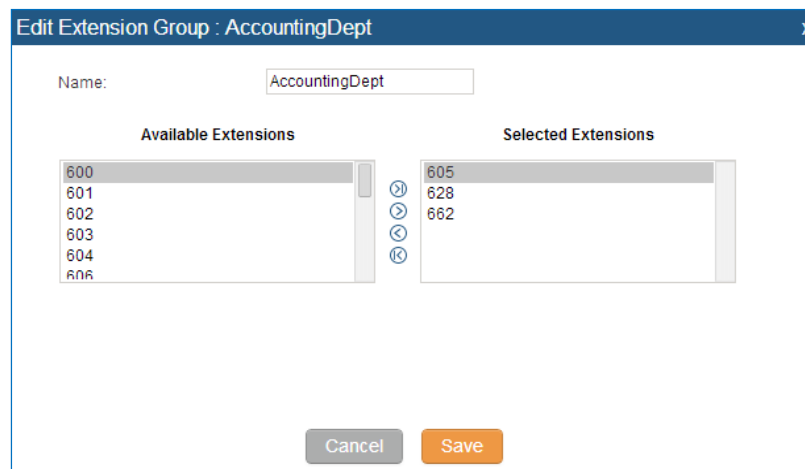 Edit Extension Group : AccountingDept
Name: AccountingDept
Available Extensions Selected Extensions
600 605
601 628
602 662
603
604
606
Cancel Save